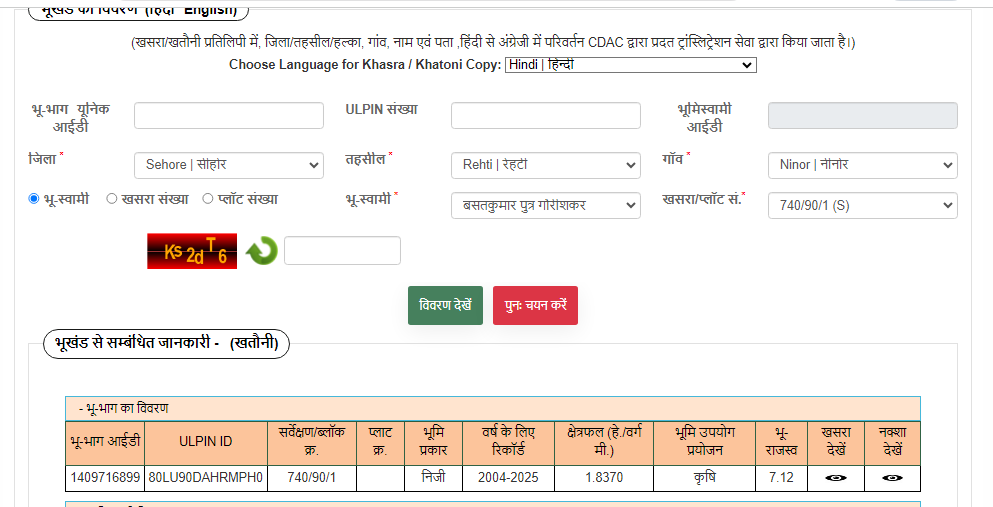 भूखंड का विवरण (हिंदी English)
(खसरा/खतौनी प्रतिलिपी में, जिला/तहसील/हल्का, गांव, नाम एवं पता ,हिंदी से अंग्रेजी में परिवर्तन CDAC द्वारा प्रदत ट्रांस्लिट्रेशन सेवा द्वारा किया जाता है।)
Choose Language for Khasra / Khatoni Copy: Hindi | हिन्दी
भू-भाग यूनिक आईडी ULPIN संख्या भूमिस्वामी आईडी
जिला * Sehore | सीहोर तहसील * Rehti | रेहटी गाँव * Ninor | नीनोर
भू-स्वामी खसरा संख्या प्लॉट संख्या भू-स्वामी * बसतकुमार पुत्र गोरीशकर खसरा/प्लॉट सं.* 740/90/1 (S)
Ks 2d T 6
विवरण देखें पुनः चयन करें
भूखंड से सम्बंधित जानकारी - (खतौनी)
- भू-भाग का विवरण
भू-भाग आईडी ULPIN ID सर्वेक्षण/ब्लॉक क्र. प्लाट क्र. भूमि प्रकार वर्ष के लिए रिकॉर्ड क्षेत्रफल (हे./वर्ग मी.) भूमि उपयोग प्रयोजन भू-राजस्व खसरा देखें नक्शा देखें
1409716899 80LU90DAHRMPH0 740/90/1 निजी 2004-2025 1.8370 कृषि 7.12